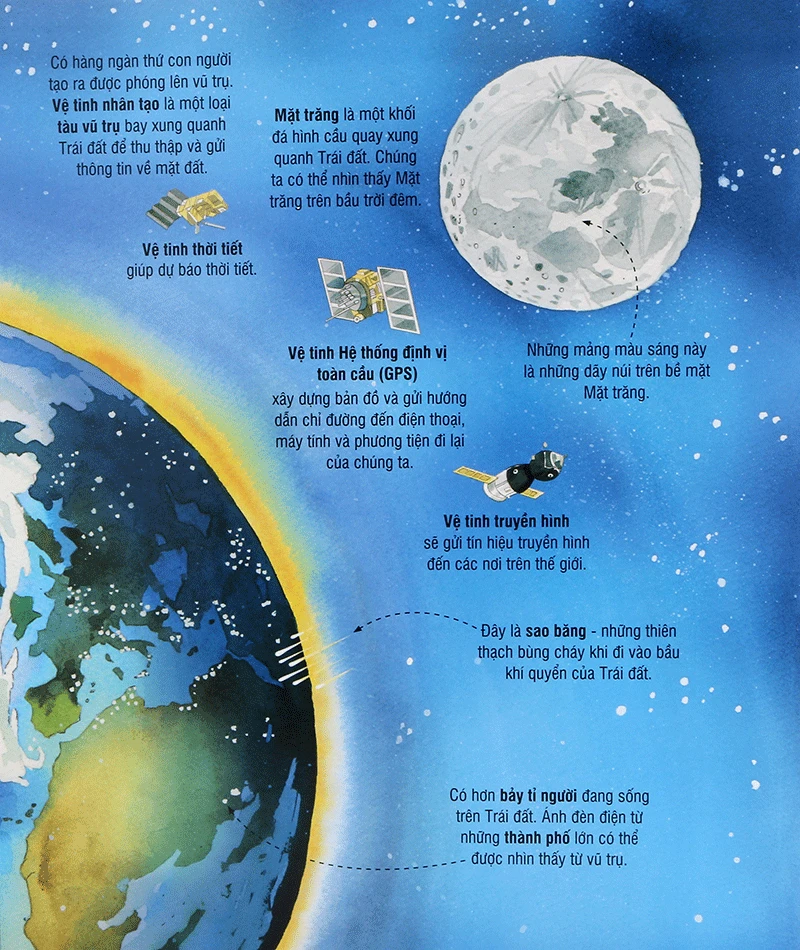 Có hàng ngàn thứ con người
tạo ra được phóng lên vũ trụ.
Vệ tinh nhân tạo là một loại
tàu vũ trụ bay xung quanh
Trái đất để thu thập và gửi
thông tin về mặt đất.
Mặt trăng là một khối
đá hình cầu quay xung
quanh Trái đất. Chúng
ta có thể nhìn thấy Mặt
trăng trên bầu trời đêm.
Vệ tinh thời tiết
giúp dự báo thời tiết.
Vệ tinh Hệ thống định vị
toàn cầu (GPS)
xây dựng bản đồ và gửi hướng
dẫn chỉ đường đến điện thoại,
máy tính và phương tiện đi lại
của chúng ta.
Những mảng màu sáng này
là những dãy núi trên bề mặt
Mặt trăng.
Vệ tinh truyền hình
sẽ gửi tín hiệu truyền hình
đến các nơi trên thế giới.
Đây là sao băng - những thiên
thạch bùng cháy khi đi vào bầu
khí quyển của Trái đất.
Có hơn bảy tỉ người đang sống
trên Trái đất. Ánh đèn điện từ
những thành phố lớn có thể
được nhìn thấy từ vũ trụ.